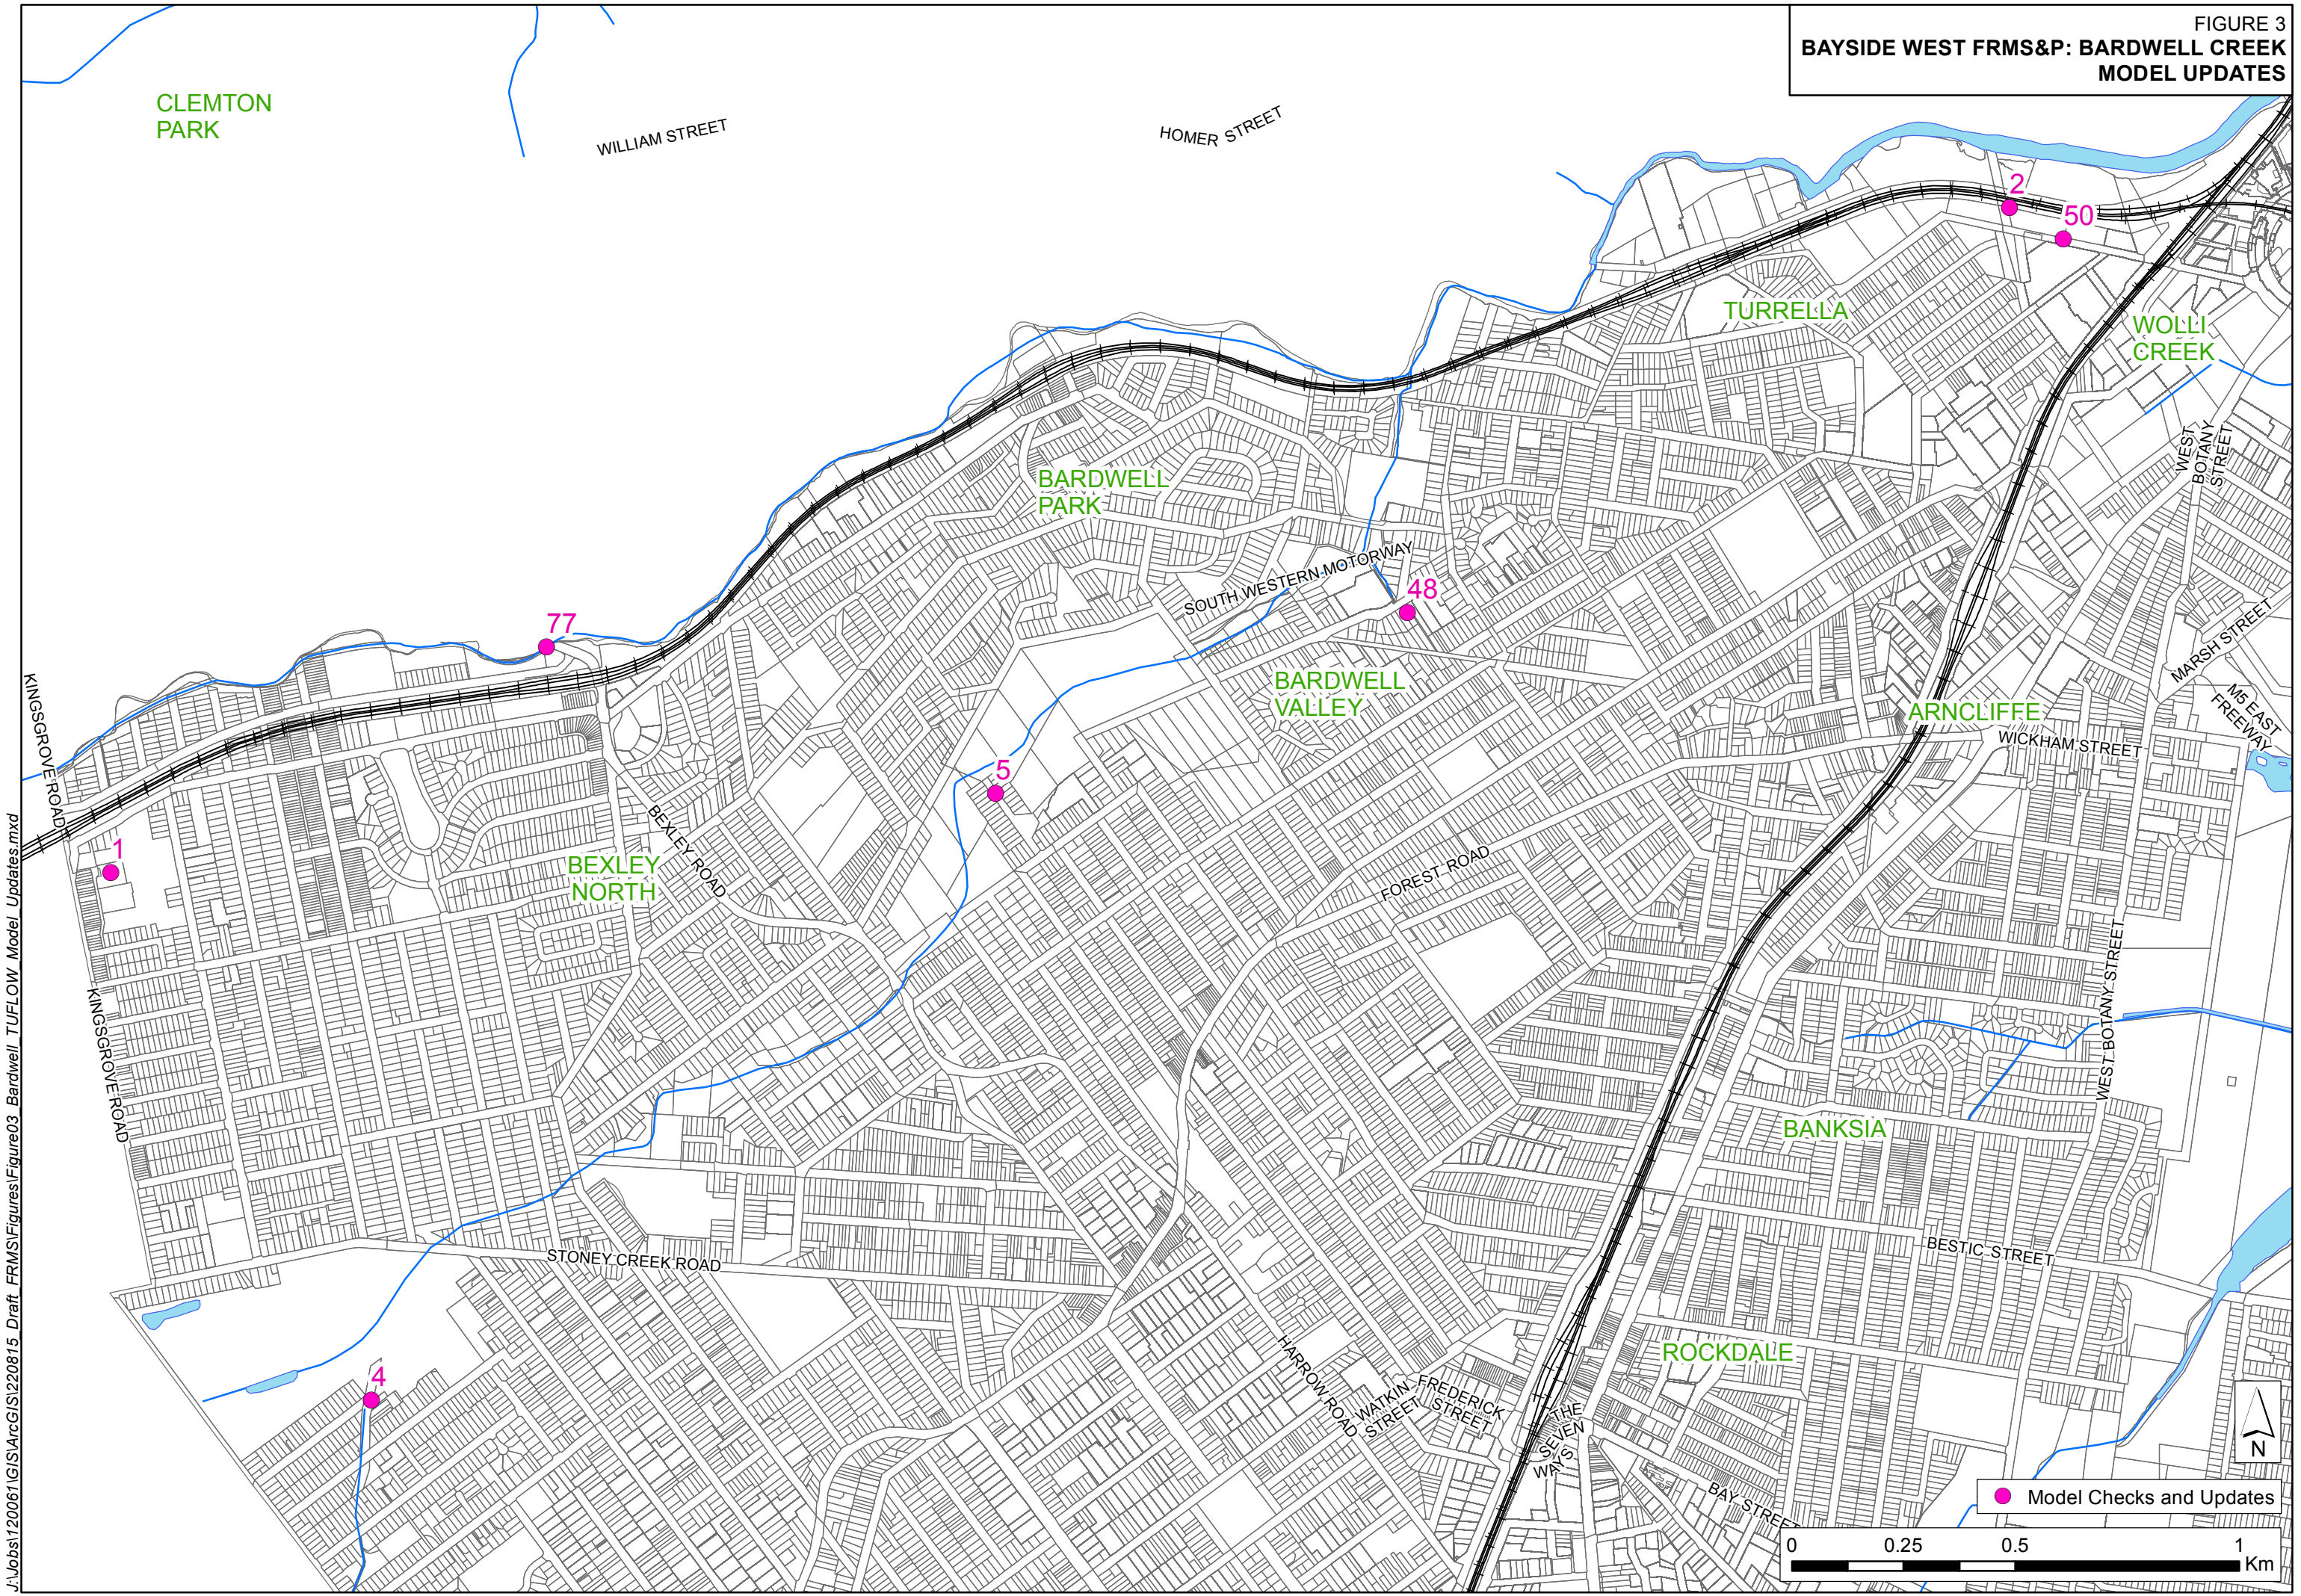 FIGURE 3
BAYSIDE WEST FRMS&P: BARDWELL CREEK
MODEL UPDATES
CLEMTON
PARK
WILLIAM STREET
HOMER STREET
2
50
TURRELLA
WOLLI
CREEK
WEST
BOTANY
STREET
BARDWELL
PARK
SOUTH WESTERN MOTORWAY
48
77
MARSH STREET
M5 EAST
FREEWAY
KINGSGROVE ROAD
BARDWELL
VALLEY
ARNCLIFFE
WICKHAM STREET
5
1
BEXLEY ROAD
BEXLEY
NORTH
FOREST ROAD
KINGSGROVE ROAD
WEST BOTANY STREET
BANKSIA
STONEY CREEK ROAD
BESTIC STREET
4
HARROW ROAD
WATKIN
STREET
FREDERICK
STREET
THE
SEVEN
WAYS
ROCKDALE
BAY STREET
N
Model Checks and Updates
0 0.25 0.5 1
Km
J:\Jobs\120061\GIS\ArcGIS\220815_Draft_FRMS\Figures\Figure03_Bardwell_TUFLOW_Model_Updates.mxd